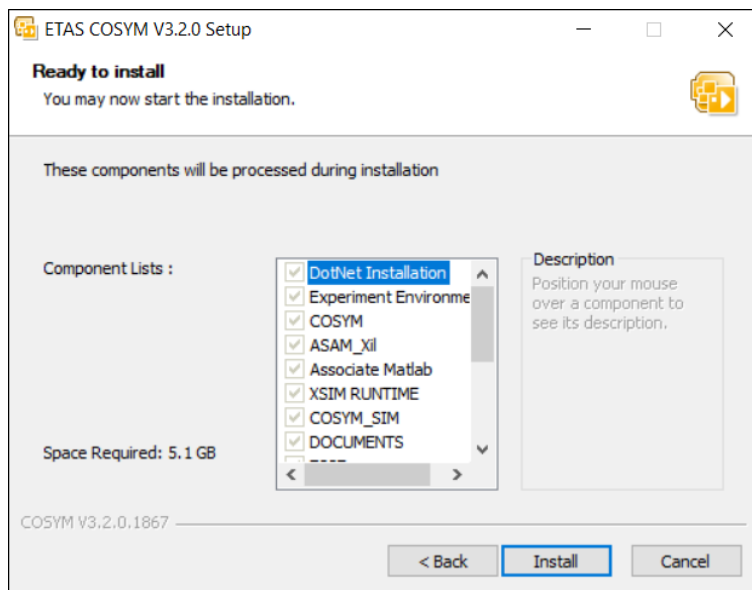 ETAS COSYM V3.2.0 Setup
Ready to install
You may now start the installation.
These components will be processed during installation
Component Lists :
DotNet Installation
Experiment Environme
COSYM
ASAM_Xil
Associate Matlab
XSIM RUNTIME
COSYM_SIM
DOCUMENTS
Description
Position your mouse
over a component to
see its description.
Space Required: 5.1 GB
COSYM V3.2.0.1867
< Back
Install
Cancel